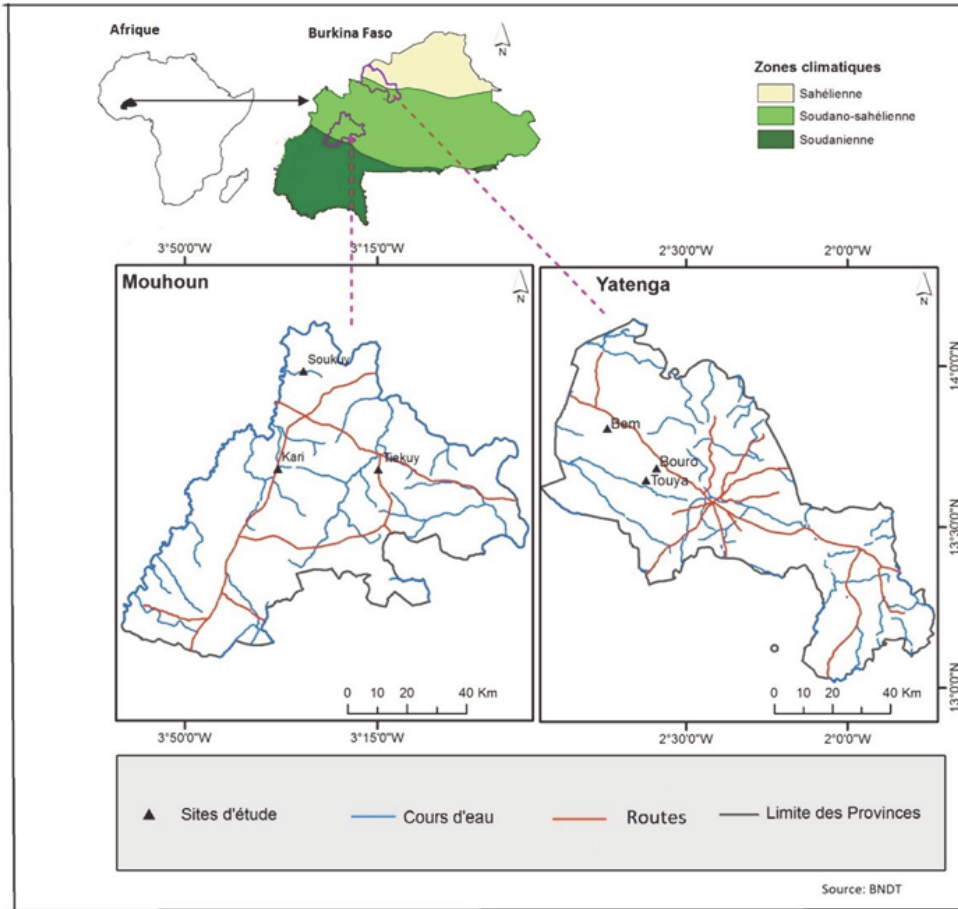 Afrique
Burkina Faso
N
Zones climatiques
Sahélienne
Soudano-sahélienne
Soudanienne
3°50'0"W 3°15'0"W
2°30'0"W 2°0'0"W
Mouhoun
N
Soukuy
Kari
Tiekuy
0 10 20 40 Km
3°50'0"W 3°15'0"W
Yatenga
N
Bem
Bouro
Touya
14°0'0"N
13°30'0"N
13°0'0"N
0 10 20 40 Km
2°30'0"W 2°0'0"W
Sites d'étude
Cours d'eau
Routes
Limite des Provinces
Source: BNDT